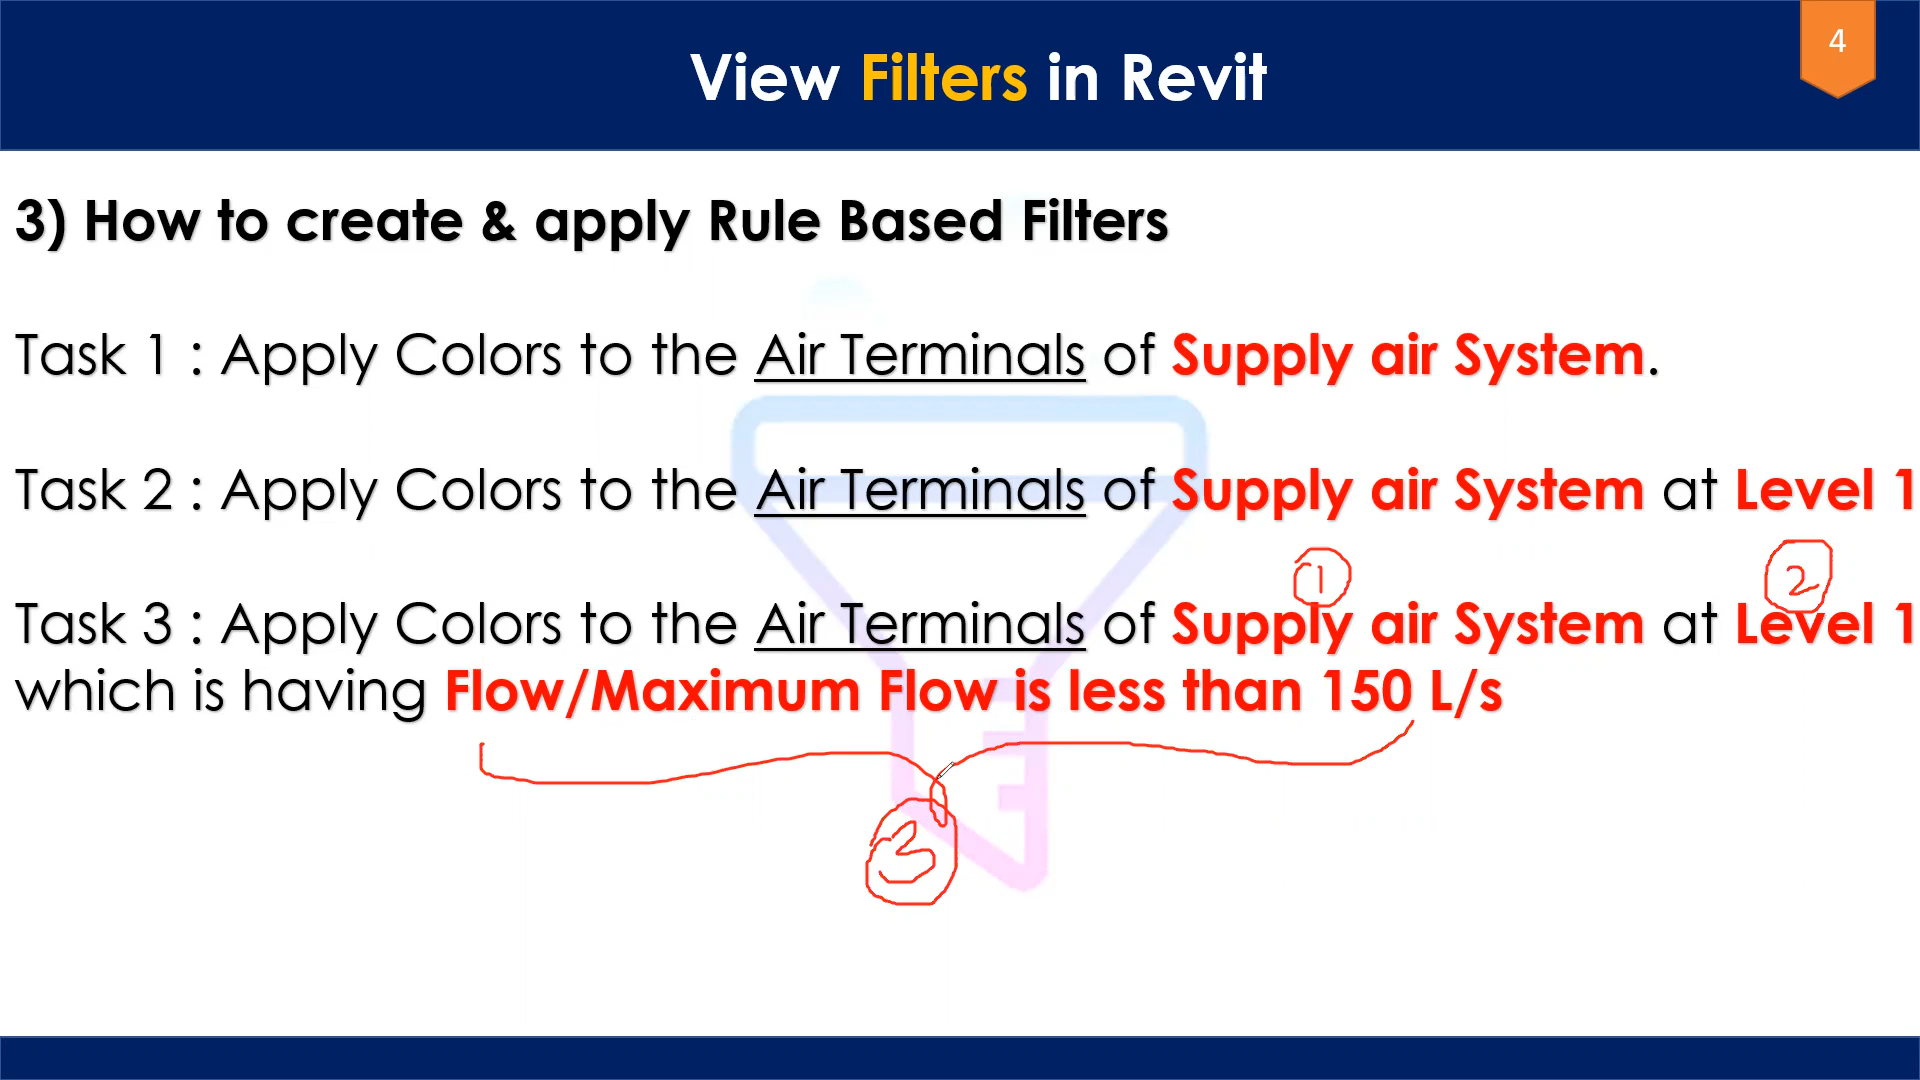 View Filters in Revit
4
3) How to create & apply Rule Based Filters
Task 1 : Apply Colors to the Air Terminals of Supply air System.
Task 2 : Apply Colors to the Air Terminals of Supply air System at Level 1
1 2
Task 3 : Apply Colors to the Air Terminals of Supply air System at Level 1
which is having Flow/Maximum Flow is less than 150 L/s
3